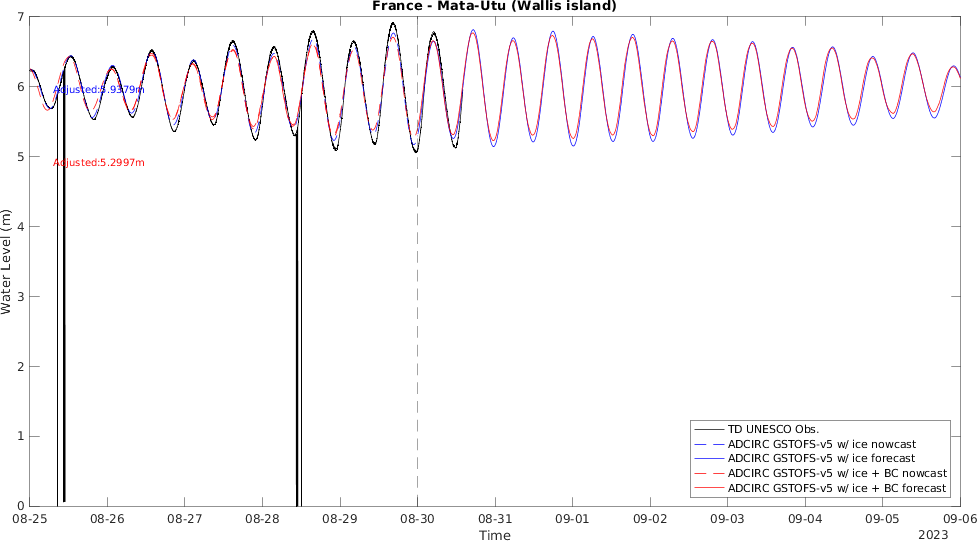 France - Mata-Utu (Wallis island)
7
6
5
4
3
2
1
0
Water Level (m)
Adjusted:5.9379m
Adjusted:5.2997m
TD UNESCO Obs.
ADCIRC GSTOFS-v5 w/ ice nowcast
ADCIRC GSTOFS-v5 w/ ice forecast
ADCIRC GSTOFS-v5 w/ ice + BC nowcast
ADCIRC GSTOFS-v5 w/ ice + BC forecast
08-25 08-26 08-27 08-28 08-29 08-30 08-31 09-01 09-02 09-03 09-04 09-05 09-06
Time
2023